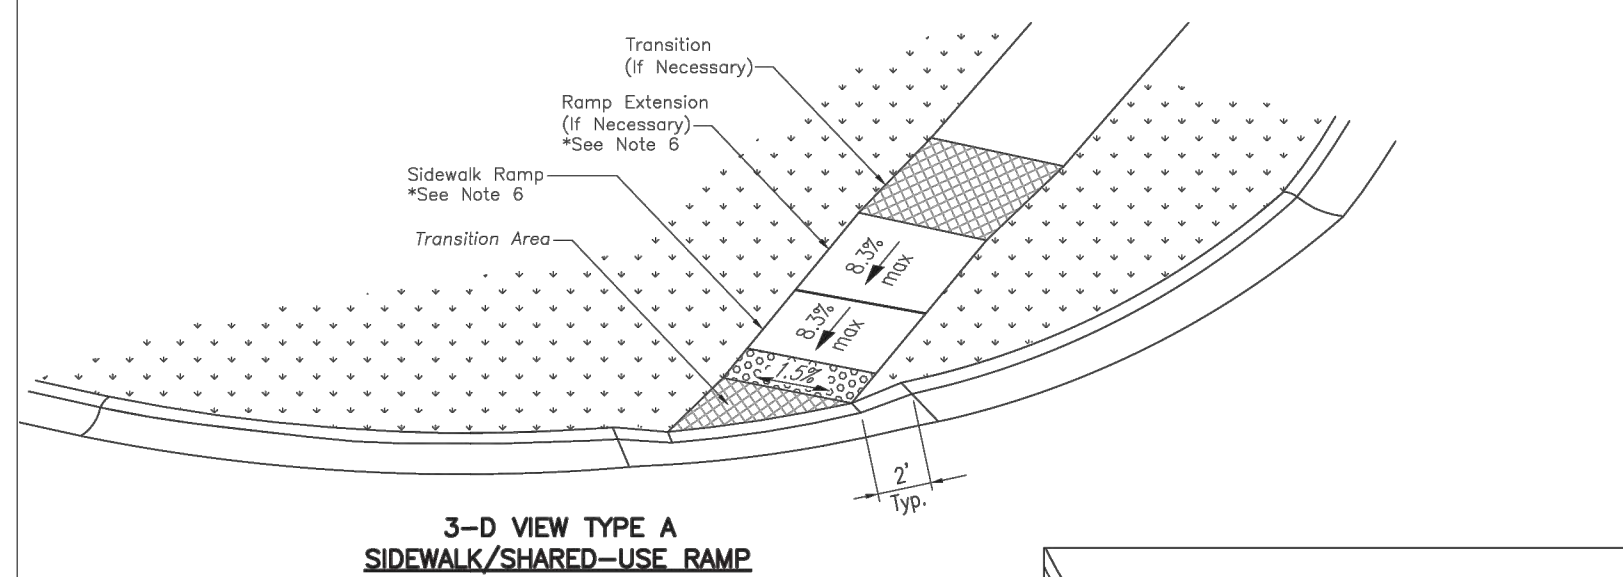 Transition
(If Necessary)
Ramp Extension
(If Necessary)
*See Note 6
Sidewalk Ramp
*See Note 6
Transition Area
8.3%
max
8.3%
max
1.5%
2'
Typ.
3-D VIEW TYPE A
SIDEWALK/SHARED-USE RAMP